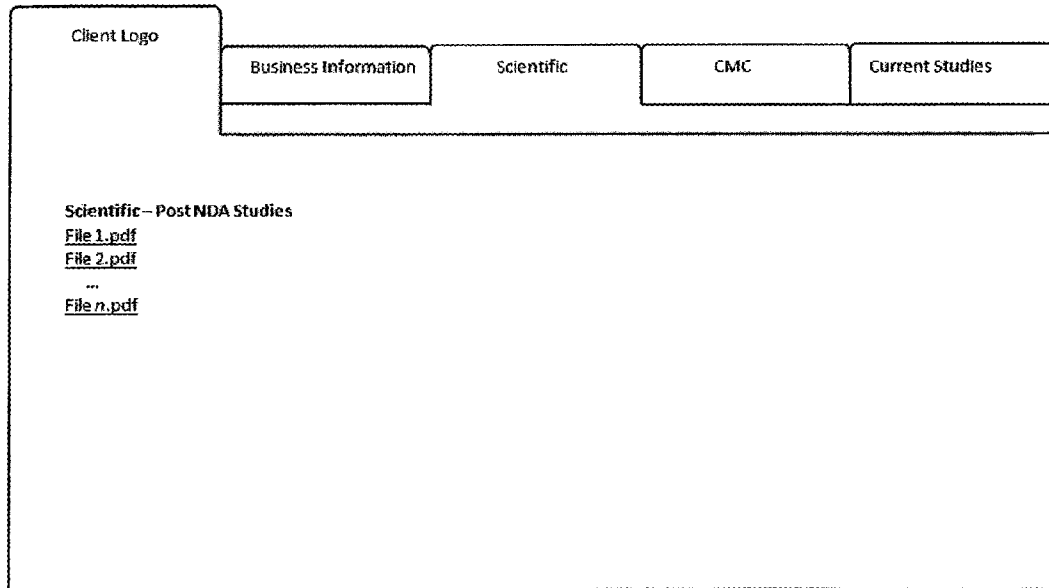 Client Logo
Business Information
Scientific
CMC
Current Studies
Scientific – Post NDA Studies
File 1.pdf
File 2.pdf
...
File n.pdf